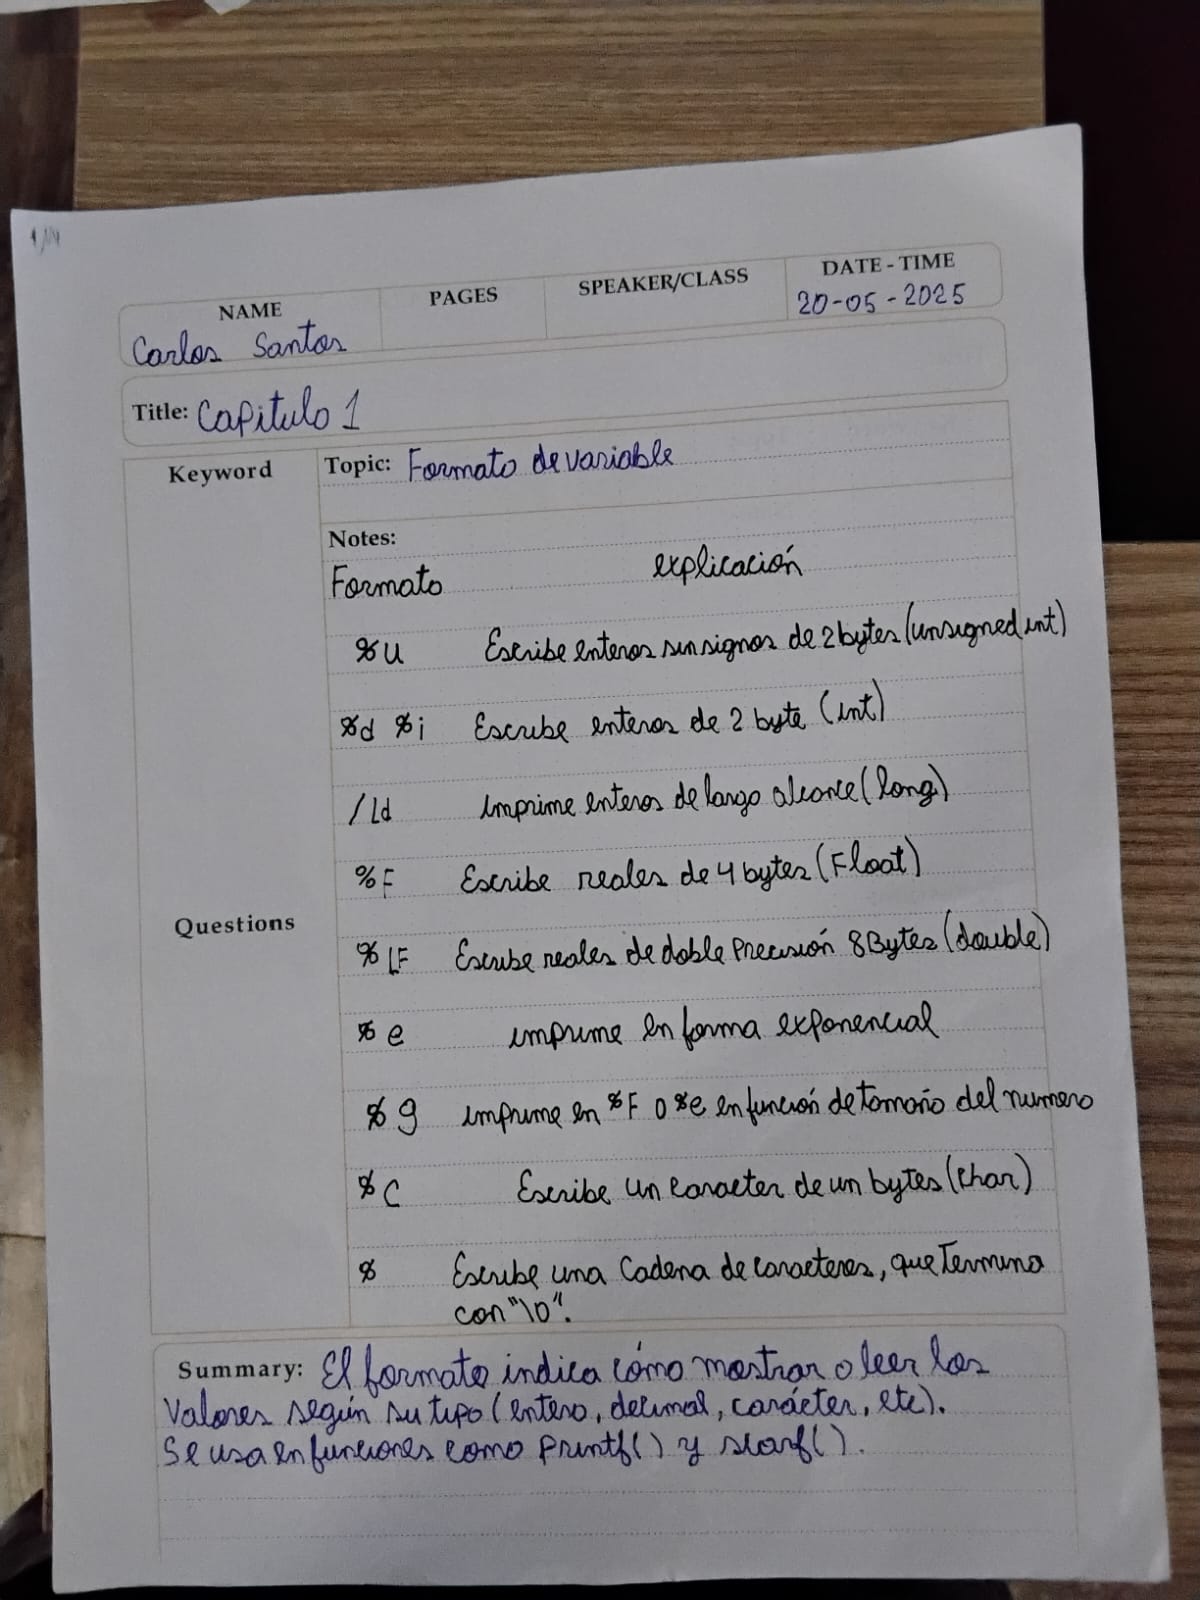 NAME PAGES SPEAKER/CLASS DATE - TIME
Carlos Santos 20-05-2025
Title: Capitulo 1
Keyword Topic: Formato de variable
Notes:
Formato explicación
%u Escribe enteros sin signos de 2 bytes (unsigned int)
%d %i Escribe enteros de 2 byte (int)
/ld imprime enteros de largo alcance (long)
%F Escribe reales de 4 bytes (Float)
Questions
%LF Escribe reales de doble Precisión 8 Bytes (double)
%e imprime en forma exponencial
%g imprime en %F o %e en función de tamaño del numero
%C Escribe un caracter de un bytes (char)
% Escribe una Cadena de caracteres, que Termina
con "\0".
Summary: El formato indica cómo mostrar o leer los
Valores según su tipo (entero, decimal, carácter, etc).
Se usa en funciones como printf() y scanf().